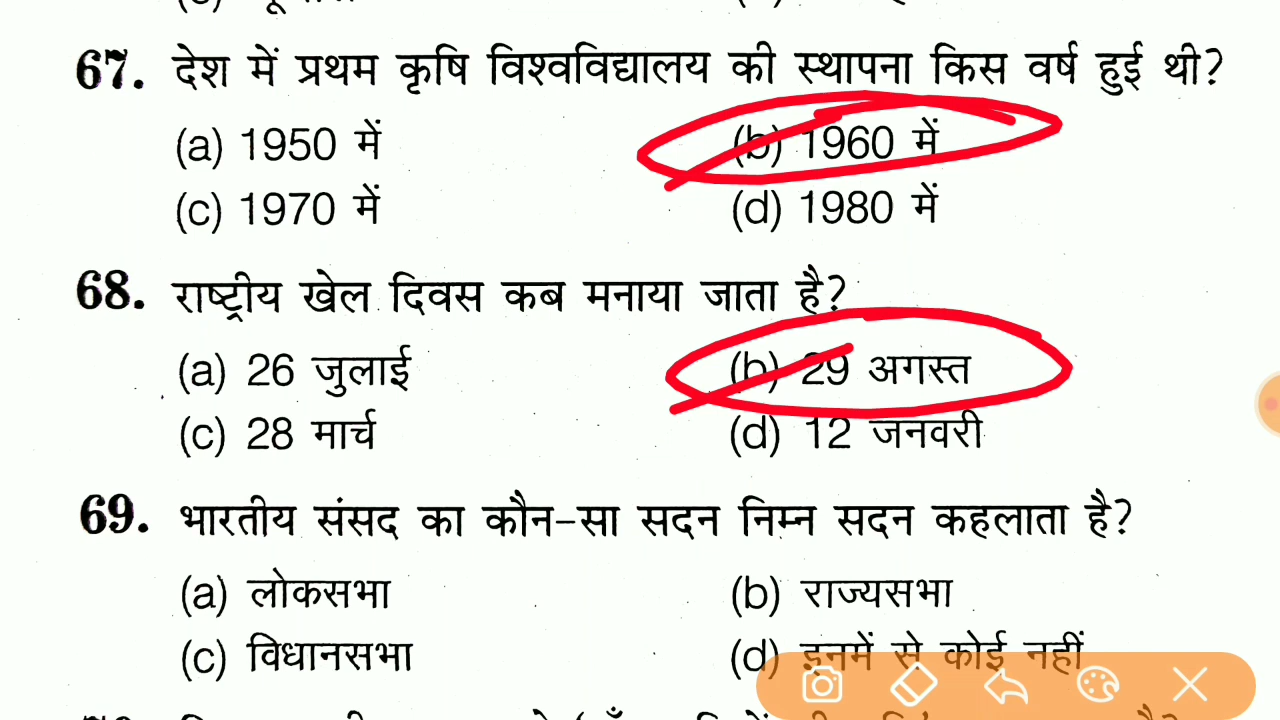 67. देश में प्रथम कृषि विश्वविद्यालय की स्थापना किस वर्ष हुई थी?
(a) 1950 में (b) 1960 में
(c) 1970 में (d) 1980 में
68. राष्ट्रीय खेल दिवस कब मनाया जाता है?
(a) 26 जुलाई (b) 29 अगस्त
(c) 28 मार्च (d) 12 जनवरी
69. भारतीय संसद का कौन-सा सदन निम्न सदन कहलाता है?
(a) लोकसभा (b) राज्यसभा
(c) विधानसभा (d) इनमें से कोई नहीं